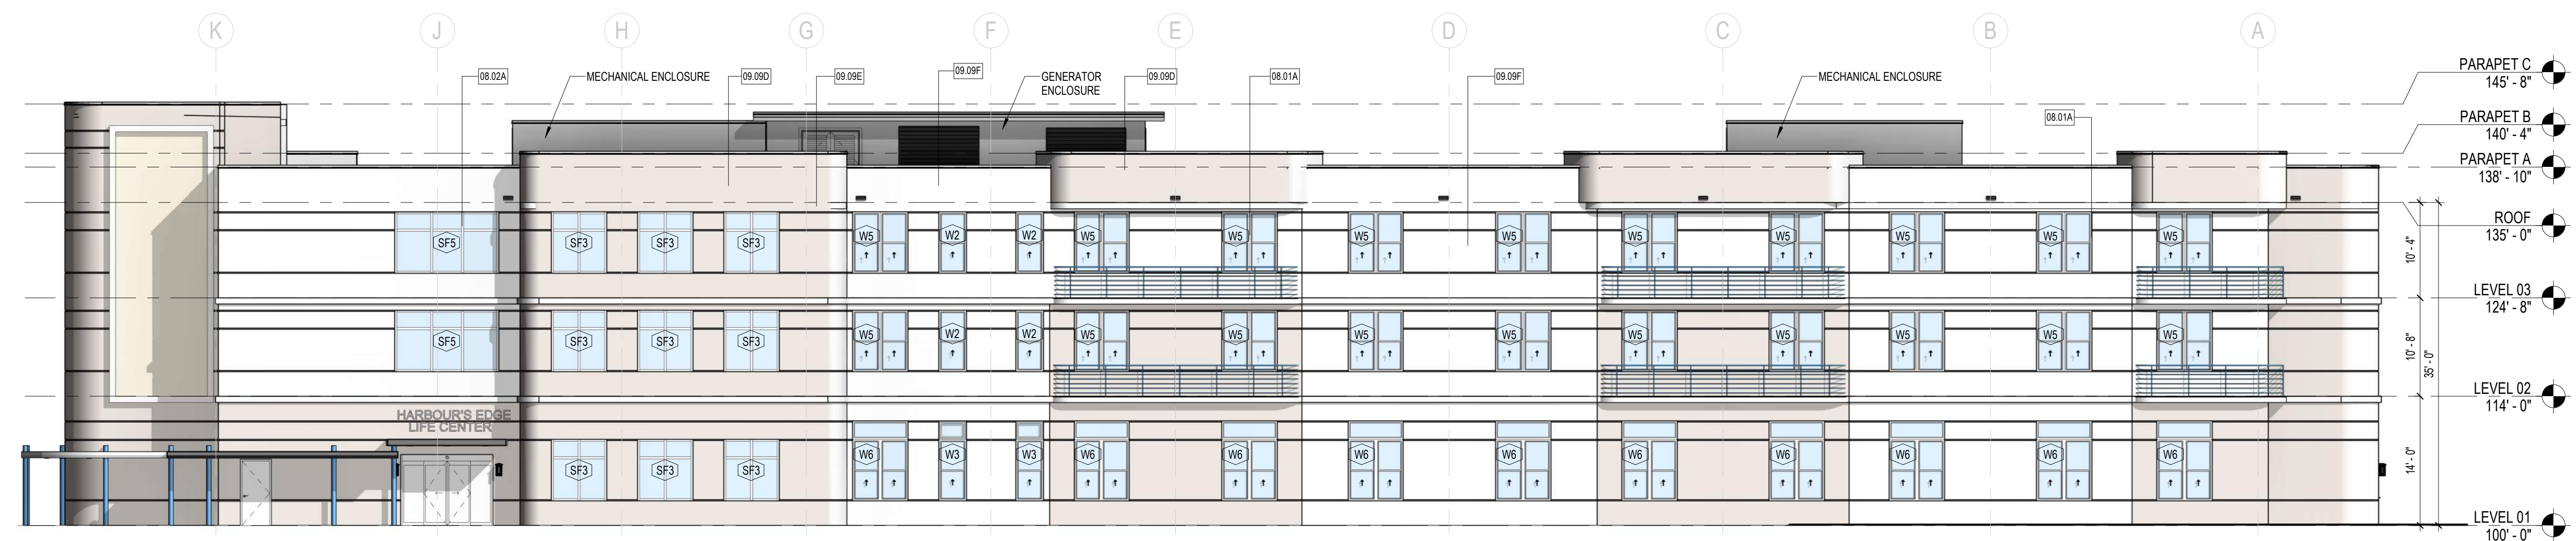 K J H G F E D C B A
08.02A
MECHANICAL ENCLOSURE
09.09D
09.09E
09.09F
GENERATOR
ENCLOSURE
09.09D
08.01A
09.09F
MECHANICAL ENCLOSURE
08.01A
PARAPET C
145' - 8"
PARAPET B
140' - 4"
PARAPET A
138' - 10"
ROOF
135' - 0"
SF5 SF3 SF3 SF3 W5 W2 W2 W5 W5 W5 W5 W5 W5 W5 W5
10' - 4"
LEVEL 03
124' - 8"
SF5 SF3 SF3 SF3 W5 W2 W2 W5 W5 W5 W5 W5 W5 W5 W5 W5
10' - 8"
35' - 0"
LEVEL 02
114' - 0"
HARBOUR'S EDGE
LIFE CENTER
SF3 SF3 SF3 W6 W3 W3 W6 W6 W6 W6 W6 W6 W6 W6 W6
14' - 0"
LEVEL 01
100' - 0"